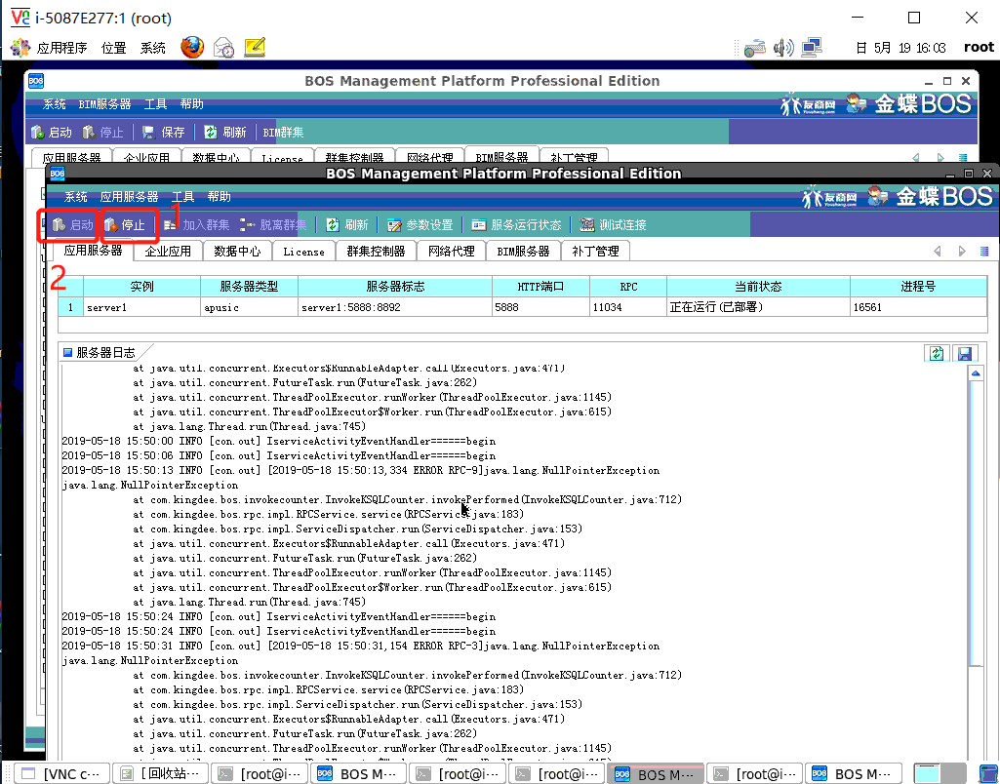 i-5087E277:1 (root)
应用程序 位置 系统 日 5月 19 16:03 root
BOS Management Platform Professional Edition
系统 BIM服务器 工具 帮助 友商网 Youshang.com 金蝶BOS
启动 停止 保存 刷新 BIM群集
应用服务器 企业应用 数据中心 License 群集控制器 网络代理 BIM服务器 补丁管理
BOS Management Platform Professional Edition
系统 应用服务器 工具 帮助 友商网 Youshang.com 金蝶BOS
启动 停止 1 加入群集 脱离群集 刷新 参数设置 服务运行状态 测试连接
应用服务器 企业应用 数据中心 License 群集控制器 网络代理 BIM服务器 补丁管理
2
实例 服务器类型 服务器标志 HTTP端口 RPC 当前状态 进程号
1 server1 apusic server1:5888:8892 5888 11034 正在运行(已部署) 16561
服务器日志
at java.util.concurrent.Executors$RunnableAdapter.call(Executors.java:471)
at java.util.concurrent.FutureTask.run(FutureTask.java:262)
at java.util.concurrent.ThreadPoolExecutor.runWorker(ThreadPoolExecutor.java:1145)
at java.util.concurrent.ThreadPoolExecutor$Worker.run(ThreadPoolExecutor.java:615)
at java.lang.Thread.run(Thread.java:745)
2019-05-18 15:50:00 INFO [con.out] IserviceActivityEventHandler======begin
2019-05-18 15:50:06 INFO [con.out] IserviceActivityEventHandler======begin
2019-05-18 15:50:13 INFO [con.out] [2019-05-18 15:50:13,334 ERROR RPC-9]java.lang.NullPointerException
java.lang.NullPointerException
at com.kingdee.bos.invokecounter.InvokeKSQLCounter.invokePerformed(InvokeKSQLCounter.java:712)
at com.kingdee.bos.rpc.impl.RPCService.service(RPCService.java:183)
at com.kingdee.bos.rpc.impl.ServiceDispatcher.run(ServiceDispatcher.java:153)
at java.util.concurrent.Executors$RunnableAdapter.call(Executors.java:471)
at java.util.concurrent.FutureTask.run(FutureTask.java:262)
at java.util.concurrent.ThreadPoolExecutor.runWorker(ThreadPoolExecutor.java:1145)
at java.util.concurrent.ThreadPoolExecutor$Worker.run(ThreadPoolExecutor.java:615)
at java.lang.Thread.run(Thread.java:745)
2019-05-18 15:50:24 INFO [con.out] IserviceActivityEventHandler======begin
2019-05-18 15:50:24 INFO [con.out] IserviceActivityEventHandler======begin
2019-05-18 15:50:31 INFO [con.out] [2019-05-18 15:50:31,154 ERROR RPC-3]java.lang.NullPointerException
java.lang.NullPointerException
at com.kingdee.bos.invokecounter.InvokeKSQLCounter.invokePerformed(InvokeKSQLCounter.java:712)
at com.kingdee.bos.rpc.impl.RPCService.service(RPCService.java:183)
at com.kingdee.bos.rpc.impl.ServiceDispatcher.run(ServiceDispatcher.java:153)
at java.util.concurrent.Executors$RunnableAdapter.call(Executors.java:471)
at java.util.concurrent.FutureTask.run(FutureTask.java:262)
at java.util.concurrent.ThreadPoolExecutor.runWorker(ThreadPoolExecutor.java:1145)
[VNC c··· [回收站··· [root@i··· BOS M··· [root@i··· [root@i··· BOS M··· [root@i··· BOS M···